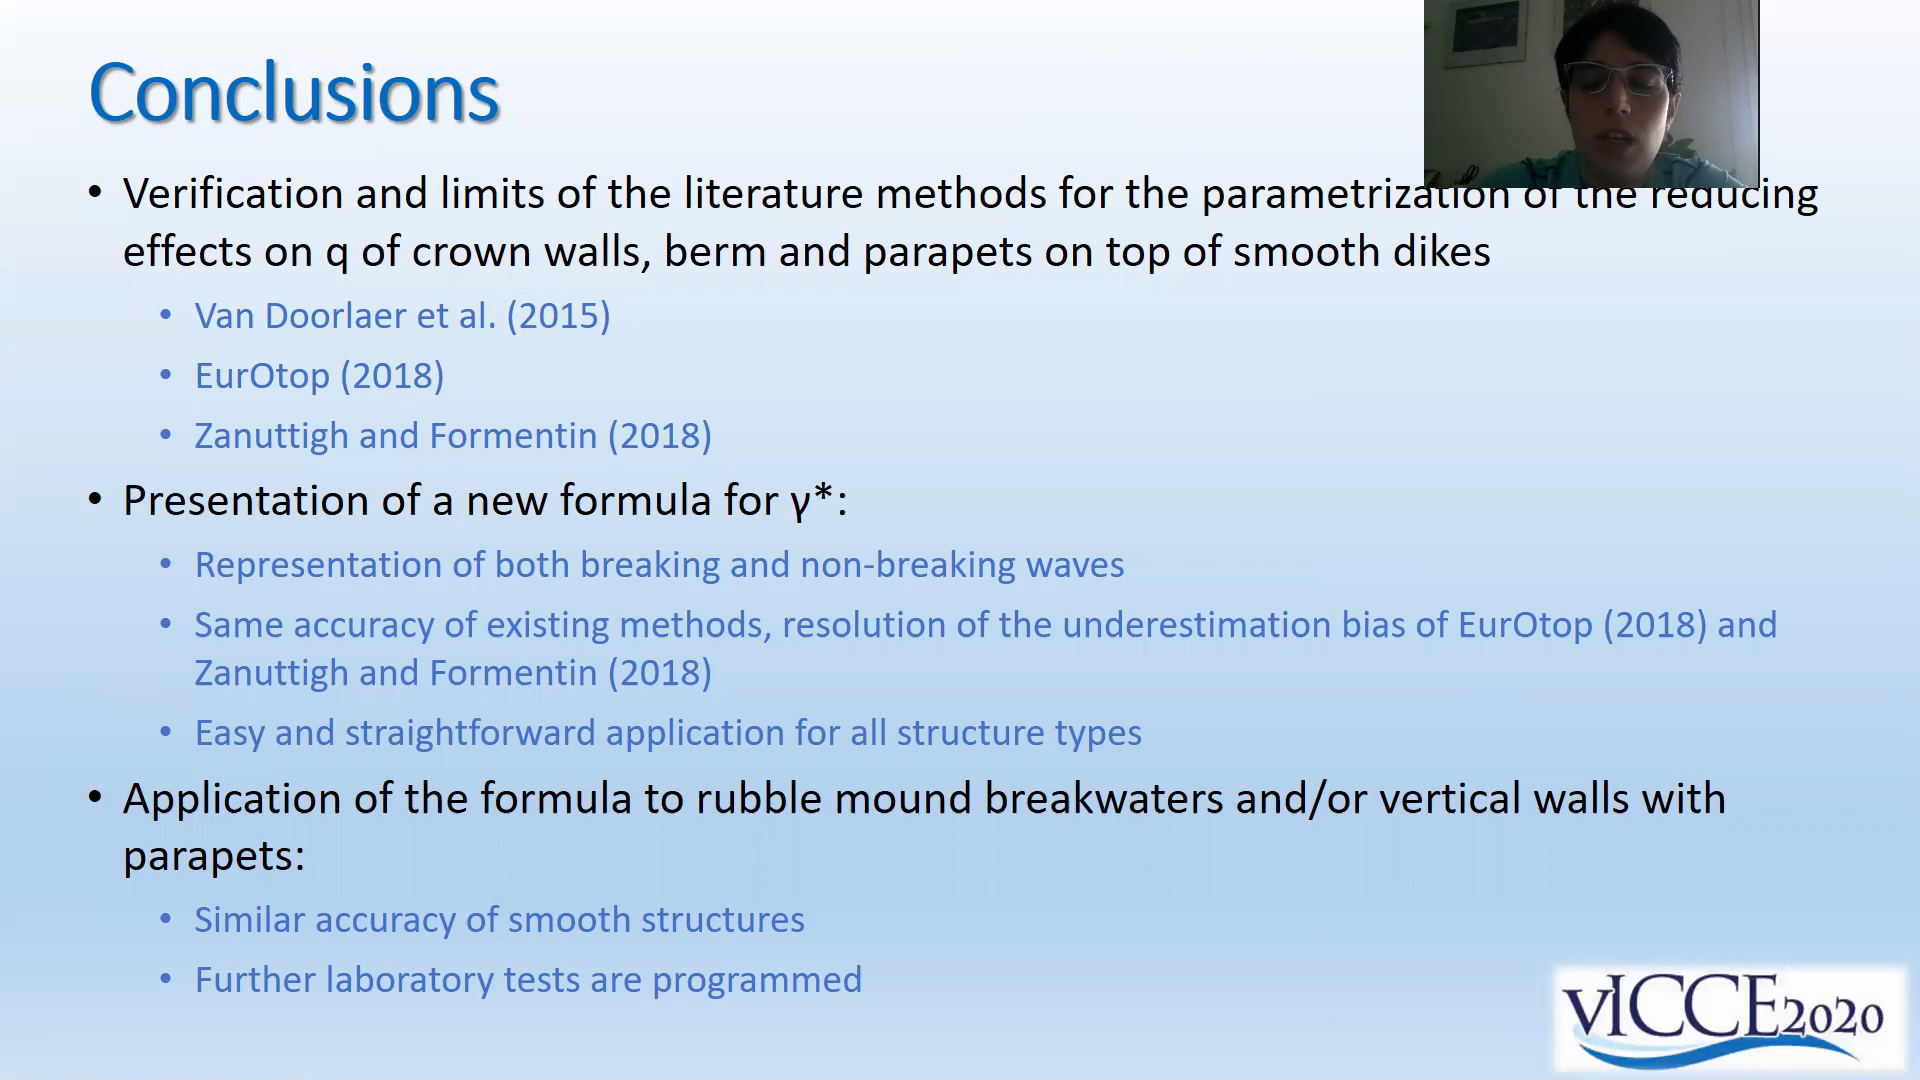 Conclusions
• Verification and limits of the literature methods for the parametrization of the reducing
effects on q of crown walls, berm and parapets on top of smooth dikes
• Van Doorlaer et al. (2015)
• EurOtop (2018)
• Zanuttigh and Formentin (2018)
• Presentation of a new formula for γ*:
• Representation of both breaking and non-breaking waves
• Same accuracy of existing methods, resolution of the underestimation bias of EurOtop (2018) and
Zanuttigh and Formentin (2018)
• Easy and straightforward application for all structure types
• Application of the formula to rubble mound breakwaters and/or vertical walls with
parapets:
• Similar accuracy of smooth structures
• Further laboratory tests are programmed
vICCE2020